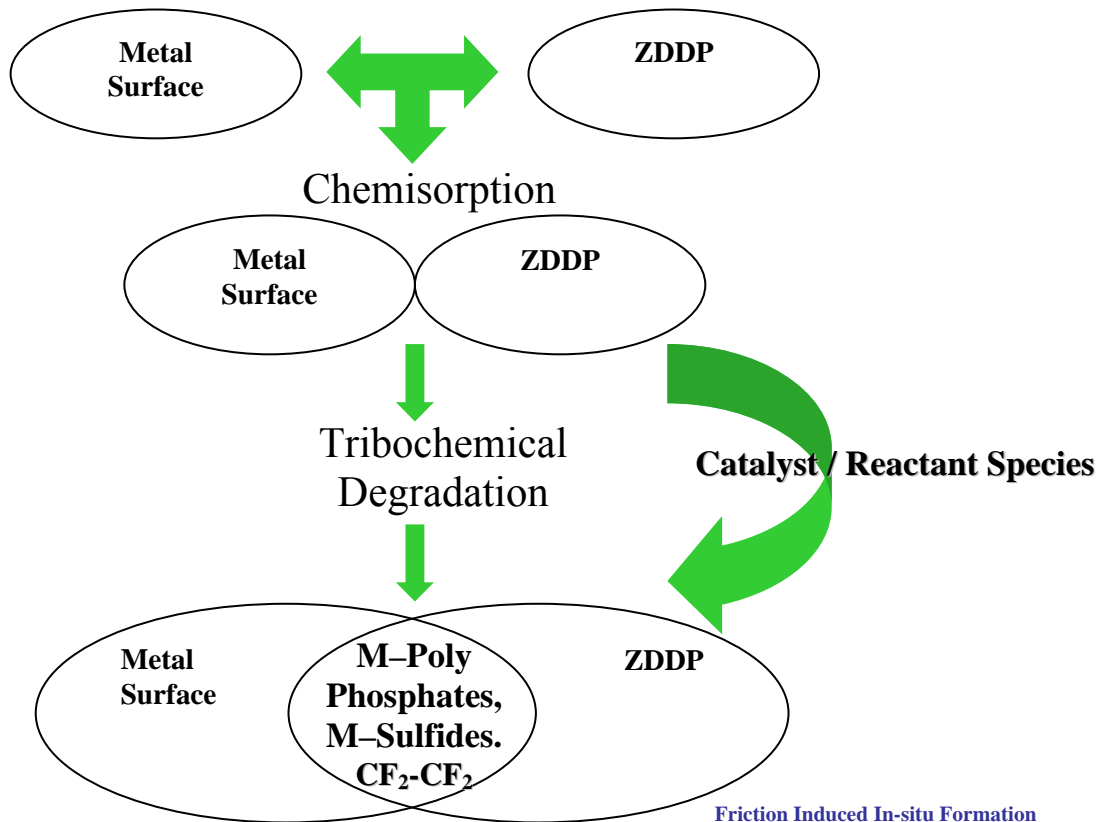 Metal
Surface
ZDDP
Chemisorption
Metal
Surface
ZDDP
Tribochemical
Degradation
Catalyst / Reactant Species
Metal
Surface
M–Poly
Phosphates,
M–Sulfides.
CF₂-CF₂
ZDDP
Friction Induced In-situ Formation